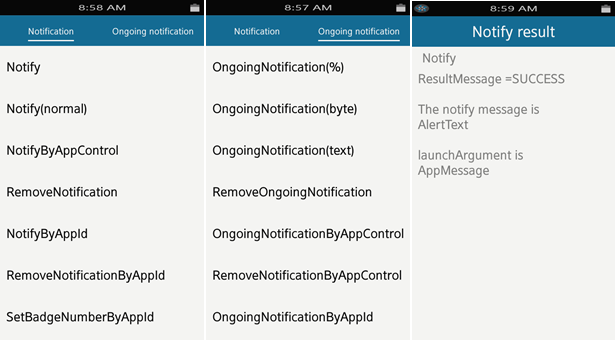 8:58 AM
Notification Ongoing notification
Notify
Notify(normal)
NotifyByAppControl
RemoveNotification
NotifyByAppId
RemoveNotificationByAppId
SetBadgeNumberByAppId
8:57 AM
Notification Ongoing notification
OngoingNotification(%)
OngoingNotification(byte)
OngoingNotification(text)
RemoveOngoingNotification
OngoingNotificationByAppControl
RemoveNotificationByAppControl
OngoingNotificationByAppId
8:59 AM
Notify result
Notify
ResultMessage =SUCCESS
The notify message is
AlertText
launchArgument is
AppMessage